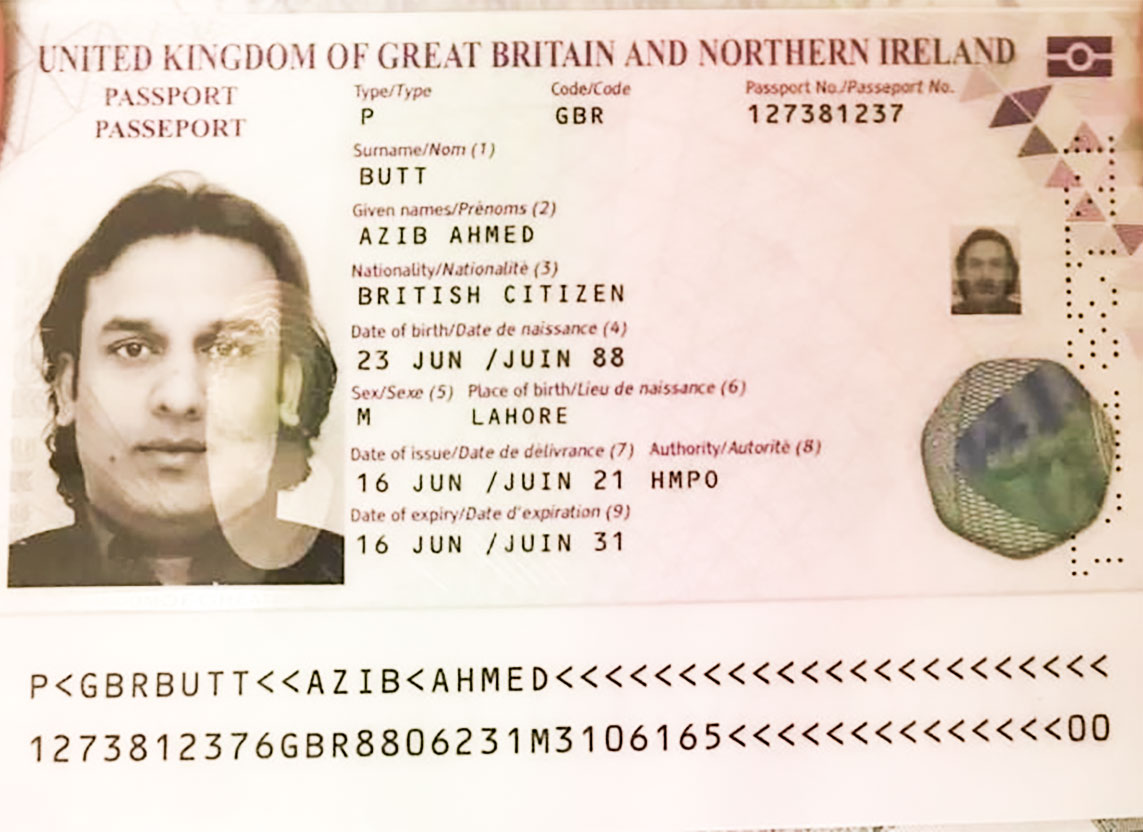 UNITED KINGDOM OF GREAT BRITAIN AND NORTHERN IRELAND
PASSPORT
PASSEPORT
Type/Type Code/Code Passport No./Passeport No.
P GBR 127381237
Surname/Nom (1)
BUTT
Given names/Prénoms (2)
AZIB AHMED
Nationality/Nationalité (3)
BRITISH CITIZEN
Date of birth/Date de naissance (4)
23 JUN /JUIN 88
Sex/Sexe (5) Place of birth/Lieu de naissance (6)
M LAHORE
Date of issue/Date de délivrance (7) Authority/Autorité (8)
16 JUN /JUIN 21 HMPO
Date of expiry/Date d'expiration (9)
16 JUN /JUIN 31
P<GBRBUTT<<AZIB<AHMED<<<<<<<<<<<<<<<<<<<<<<<
1273812376GBR8806231M3106165<<<<<<<<<<<<<<00